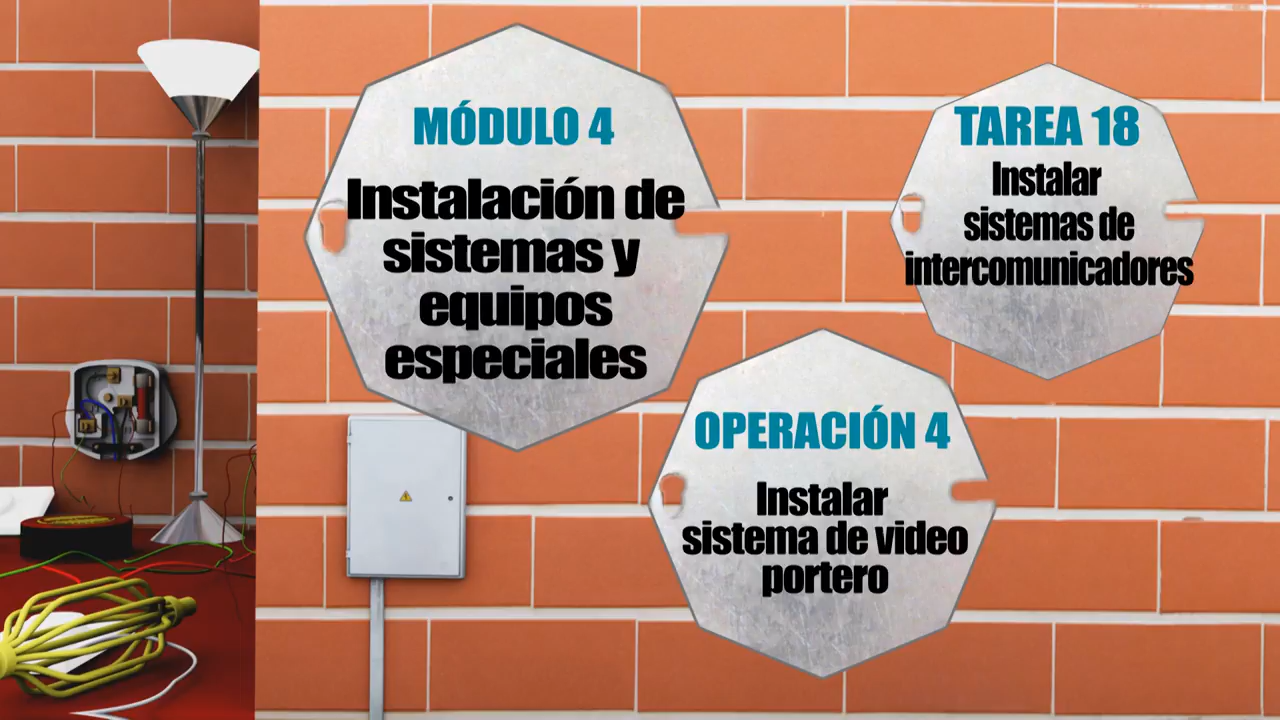 MÓDULO 4
Instalación de
sistemas y
equipos
especiales
TAREA 18
Instalar
sistemas de
intercomunicadores
OPERACIÓN 4
Instalar
sistema de video
portero